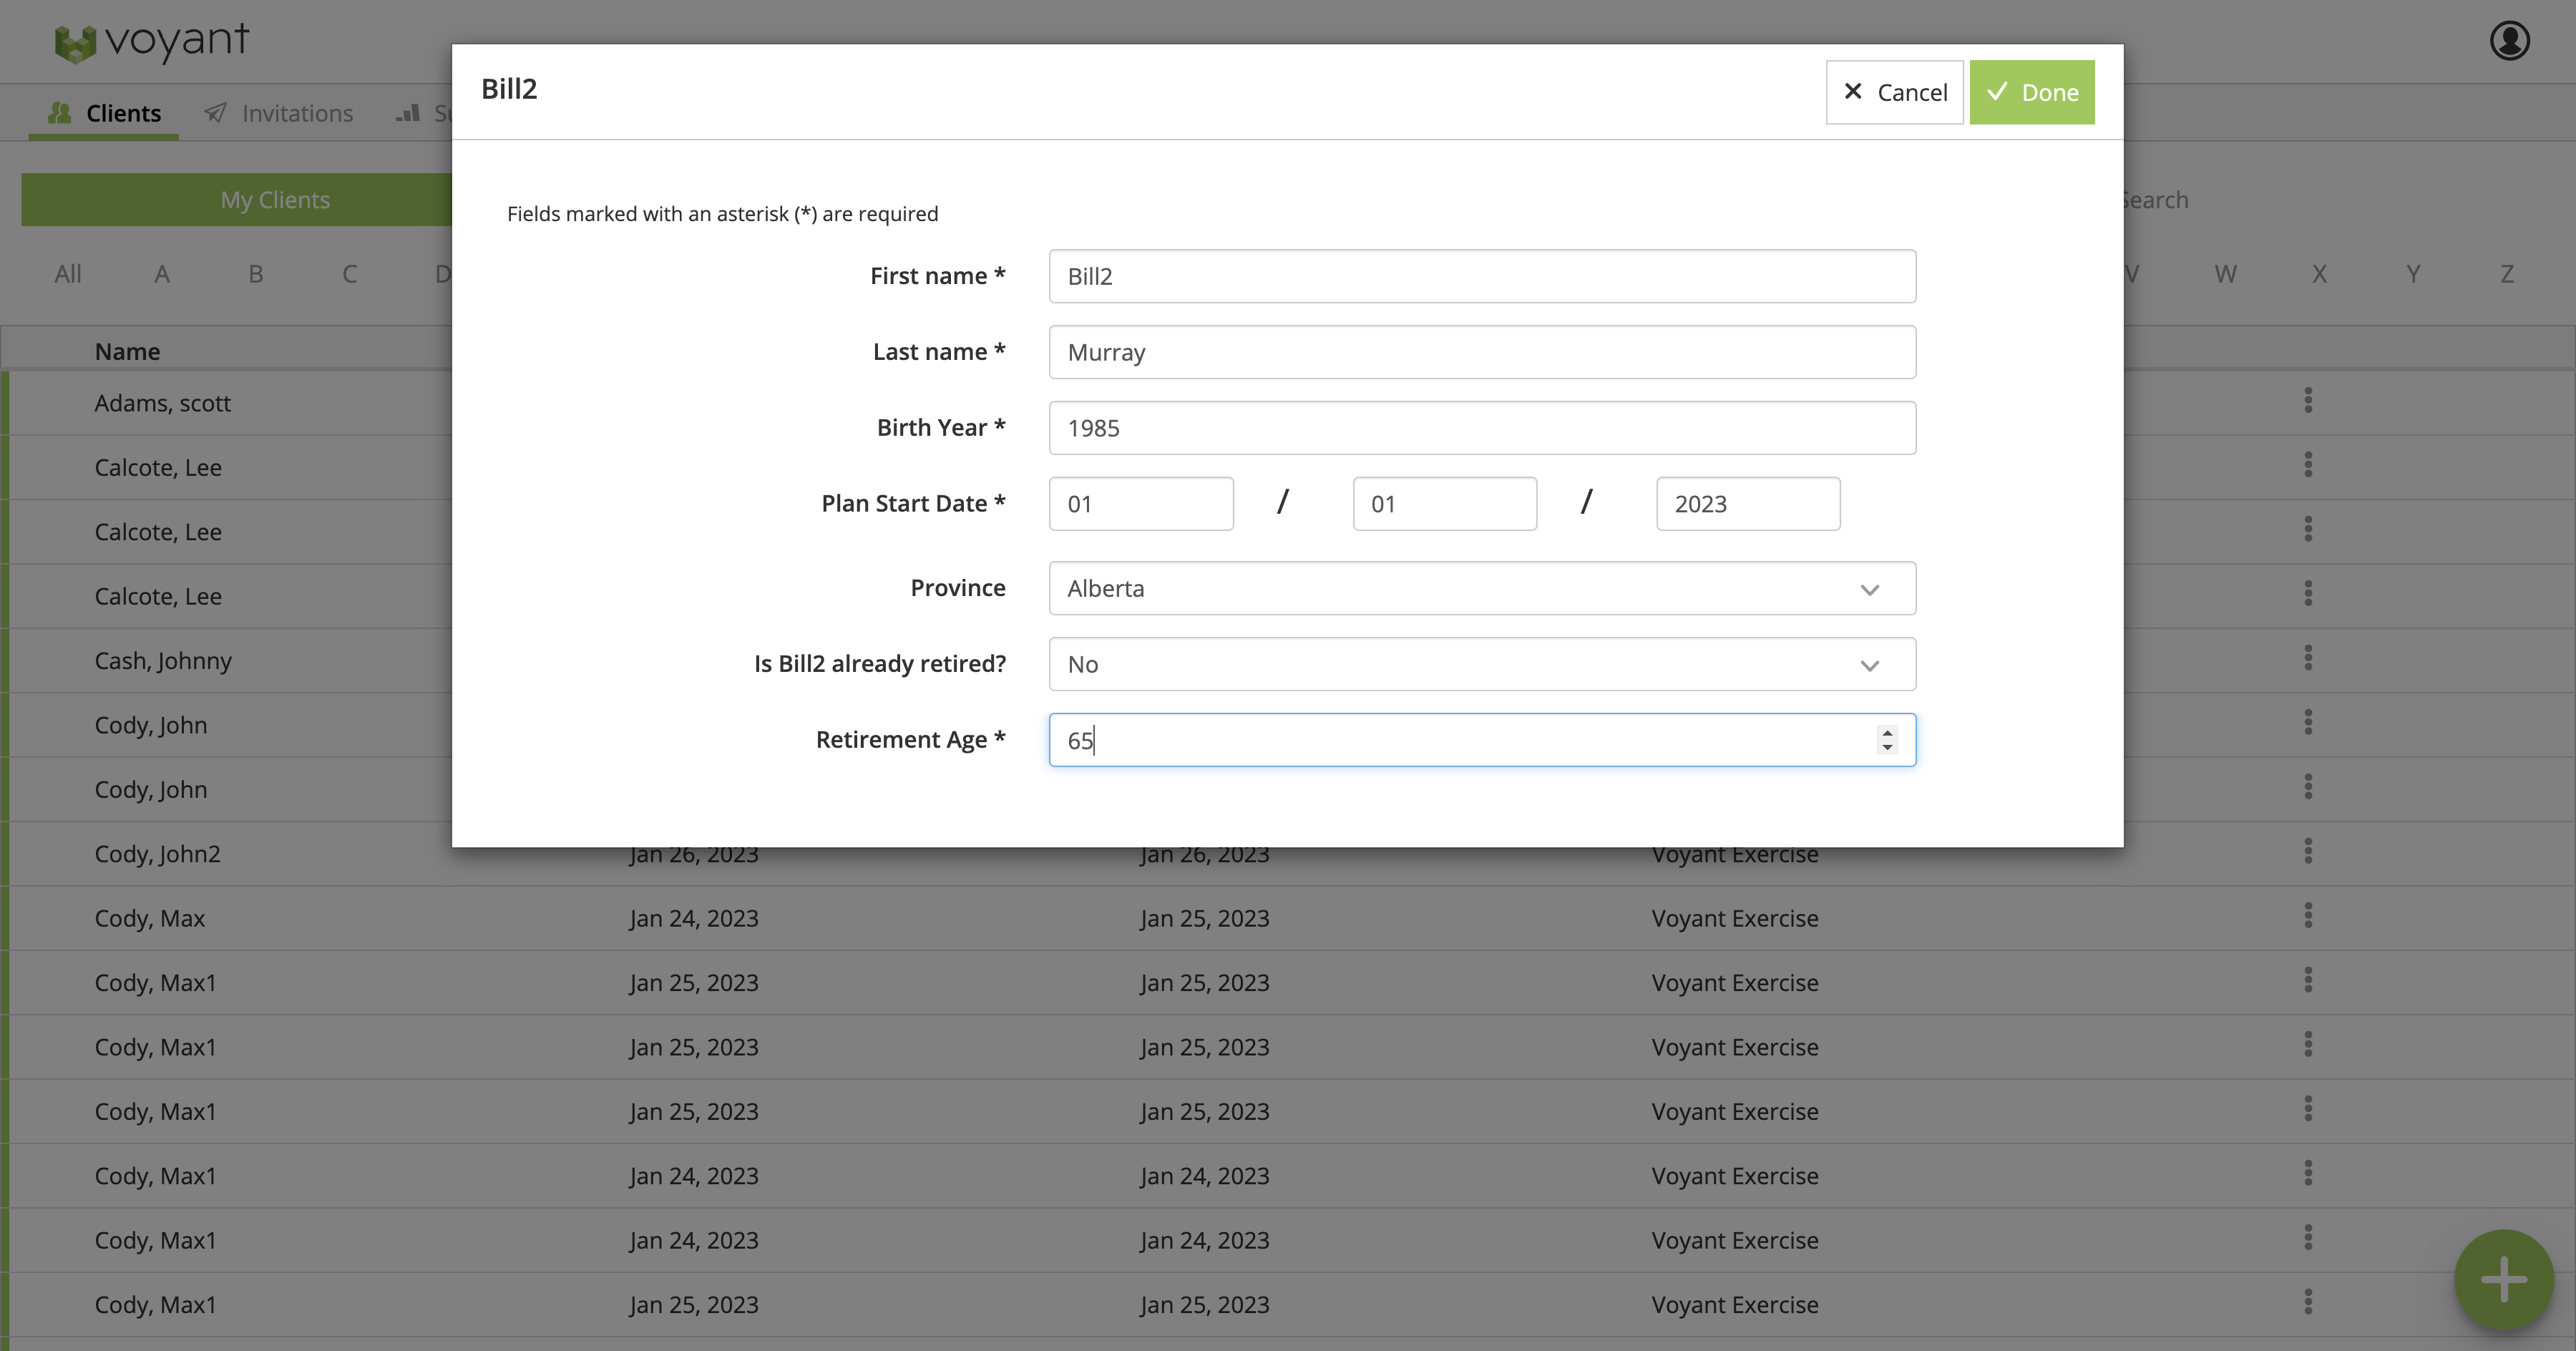 voyant
Clients Invitations
My Clients
Search
All A B C D V W X Y Z
Name
Adams, scott
Calcote, Lee
Calcote, Lee
Calcote, Lee
Cash, Johnny
Cody, John
Cody, John
Bill2
Cancel Done
Fields marked with an asterisk (*) are required
First name * Bill2
Last name * Murray
Birth Year * 1985
Plan Start Date * 01 / 01 / 2023
Province Alberta
Is Bill2 already retired? No
Retirement Age * 65
Cody, John2 Jan 26, 2023 Jan 26, 2023 Voyant Exercise
Cody, Max Jan 24, 2023 Jan 25, 2023 Voyant Exercise
Cody, Max1 Jan 25, 2023 Jan 25, 2023 Voyant Exercise
Cody, Max1 Jan 25, 2023 Jan 25, 2023 Voyant Exercise
Cody, Max1 Jan 25, 2023 Jan 25, 2023 Voyant Exercise
Cody, Max1 Jan 24, 2023 Jan 24, 2023 Voyant Exercise
Cody, Max1 Jan 24, 2023 Jan 24, 2023 Voyant Exercise
Cody, Max1 Jan 25, 2023 Jan 25, 2023 Voyant Exercise